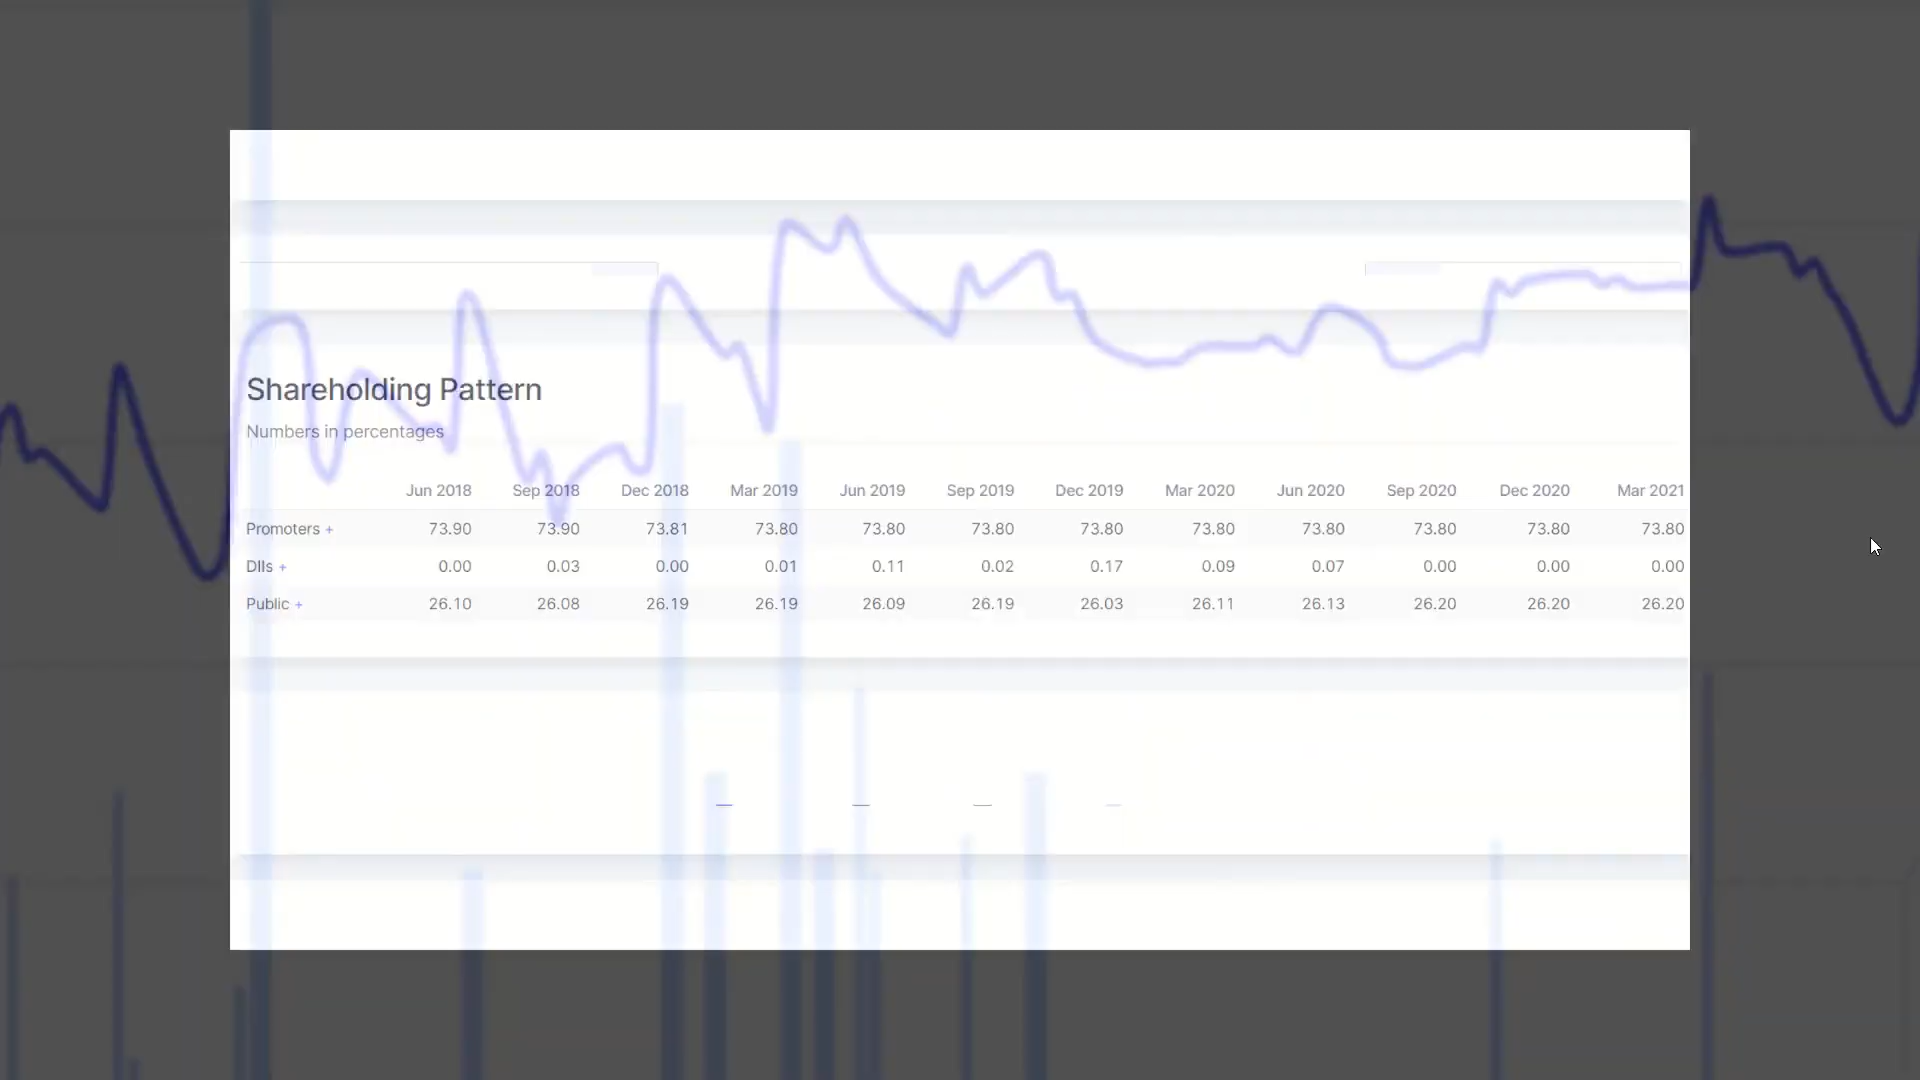 Shareholding Pattern
Numbers in percentages
Jun 2018 Sep 2018 Dec 2018 Mar 2019 Jun 2019 Sep 2019 Dec 2019 Mar 2020 Jun 2020 Sep 2020 Dec 2020 Mar 2021
Promoters + 73.90 73.90 73.81 73.80 73.80 73.80 73.80 73.80 73.80 73.80 73.80 73.80
DIIs + 0.00 0.03 0.00 0.01 0.11 0.02 0.17 0.09 0.07 0.00 0.00 0.00
Public + 26.10 26.08 26.19 26.19 26.09 26.19 26.03 26.11 26.13 26.20 26.20 26.20